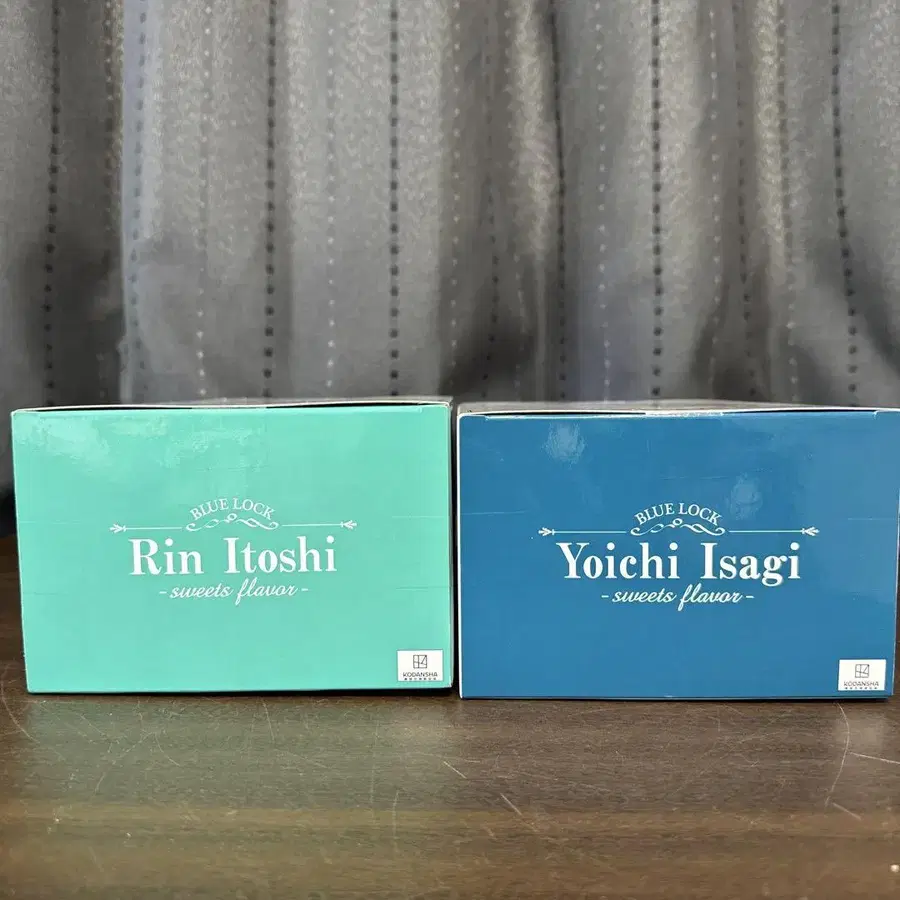 BLUE LOCK
Rin Itoshi
- sweets flavor -
KODANSHA
BLUE LOCK
Yoichi Isagi
- sweets flavor -
KODANSHA